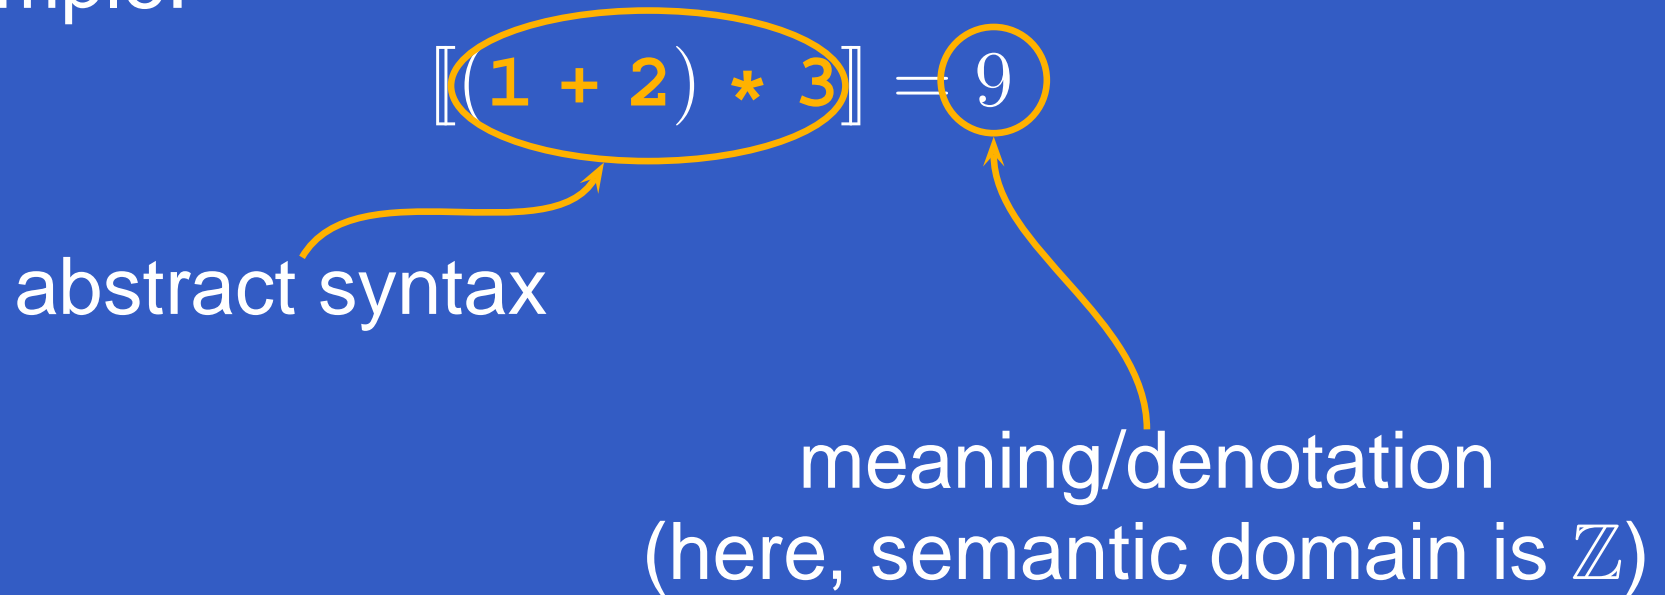 ⟦(1 + 2) * 3⟧ = 9
abstract syntax
meaning/denotation
(here, semantic domain is ℤ)